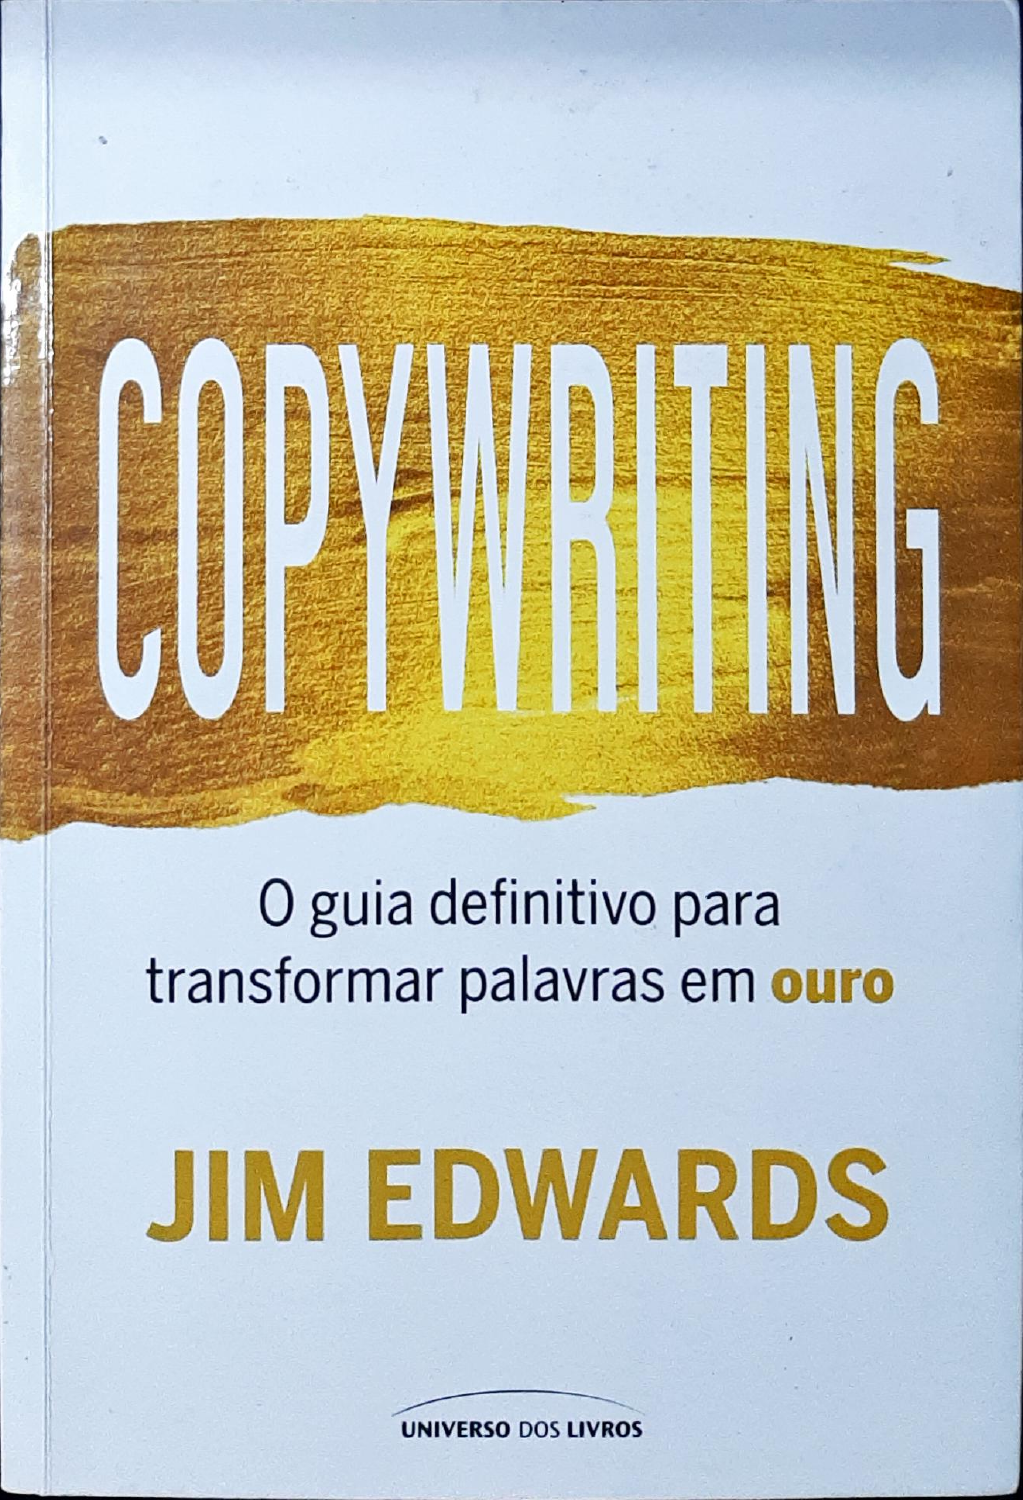 COPYWRITING
O guia definitivo para
transformar palavras em ouro
JIM EDWARDS
UNIVERSO DOS LIVROS